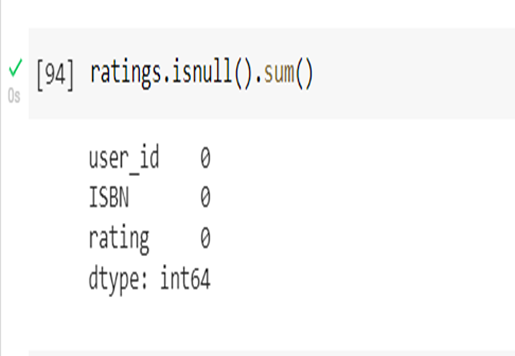 [94] ratings.isnull().sum()
0s
user_id 0
ISBN 0
rating 0
dtype: int64